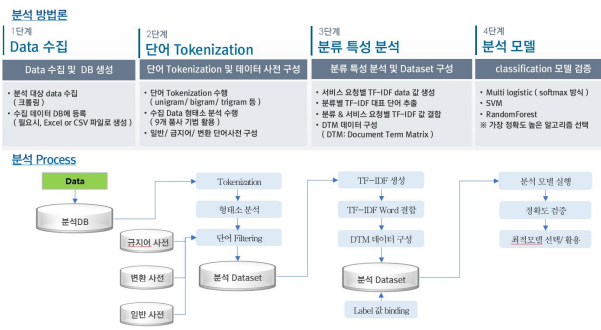 분석 방법론
1단계
Data 수집
Data 수집 및 DB 생성
• 분석 대상 data 수집
( 크롤링 )
• 수집 데이터 DB에 등록
( 필요시, Excel or CSV 파일로 생성 )
2단계
단어 Tokenization
단어 Tokenization 및 데이터 사전 구성
• 단어 Tokenization 수행
( unigram/ bigram/ trigram 등 )
• 수집 Data 형태소 분석 수행
( 9개 품사 기법 활용 )
• 일반/ 금지어/ 변환 단어사전 구성
3단계
분류 특성 분석
분류 특성 분석 및 Dataset 구성
• 서비스 요청별 TF-IDF data 값 생성
• 분류별 TF-IDF 대표 단어 추출
• 분류 & 서비스 요청별 TF-IDF 값 결합
• DTM 데이터 구성
( DTM: Document Term Matrix )
4단계
분석 모델
classification 모델 검증
• Multi logistic ( softmax 방식 )
• SVM
• RandomForest
※ 가장 정확도 높은 알고리즘 선택
분석 Process
Data
분석DB
금지어 사전
변환 사전
일반 사전
Tokenization
형태소 분석
단어 Filtering
분석 Dataset
TF-IDF 생성
TF-IDF Word 결합
DTM 데이터 구성
분석 Dataset
Label 값 binding
분석 모델 실행
정확도 검증
최적모델 선택/ 활용